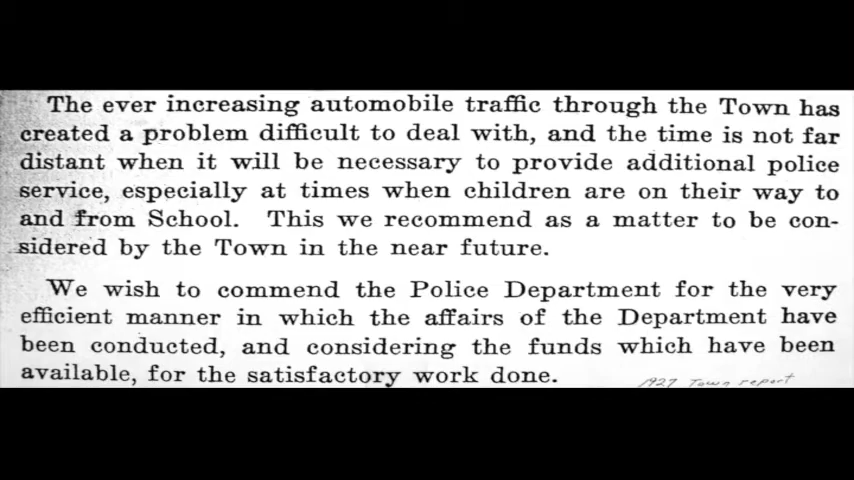 The ever increasing automobile traffic through the Town has
created a problem difficult to deal with, and the time is not far
distant when it will be necessary to provide additional police
service, especially at times when children are on their way to
and from School. This we recommend as a matter to be con-
sidered by the Town in the near future.
We wish to commend the Police Department for the very
efficient manner in which the affairs of the Department have
been conducted, and considering the funds which have been
available, for the satisfactory work done.
1927 Town report